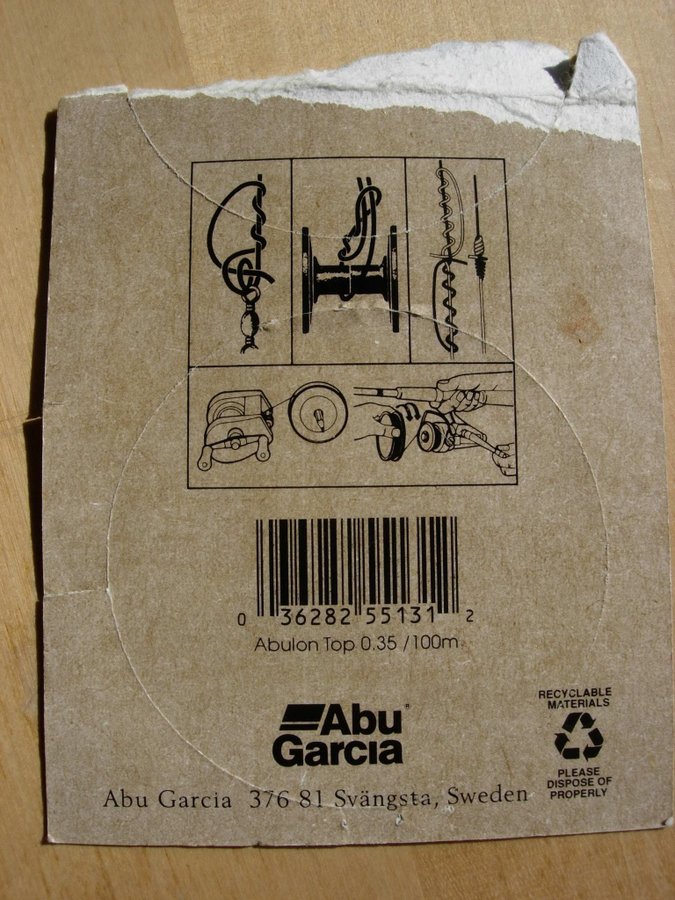 0 36282 55131 2
Abulon Top 0.35 /100m
Abu®
Garcia
RECYCLABLE
MATERIALS
PLEASE
DISPOSE OF
PROPERLY
Abu Garcia 376 81 Svängsta, Sweden